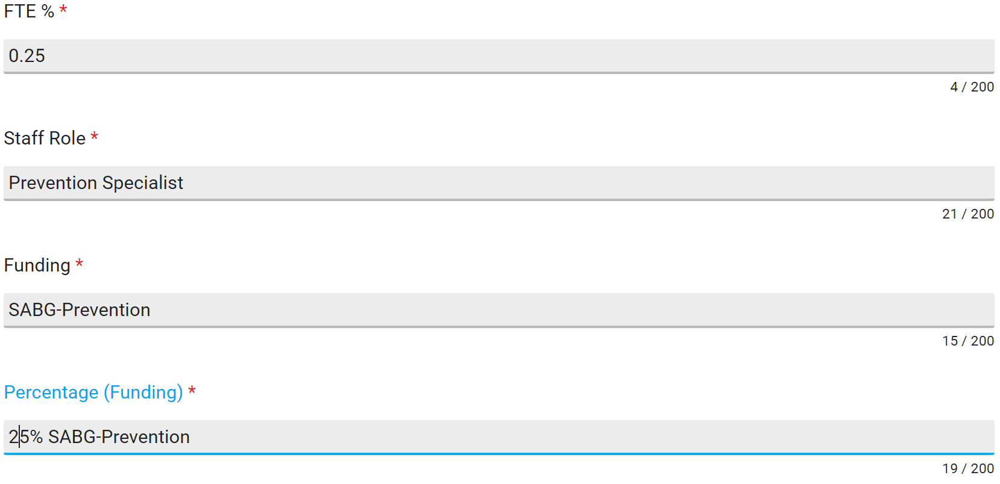 FTE % *
0.25
4 / 200
Staff Role *
Prevention Specialist
21 / 200
Funding *
SABG-Prevention
15 / 200
Percentage (Funding) *
25% SABG-Prevention
19 / 200